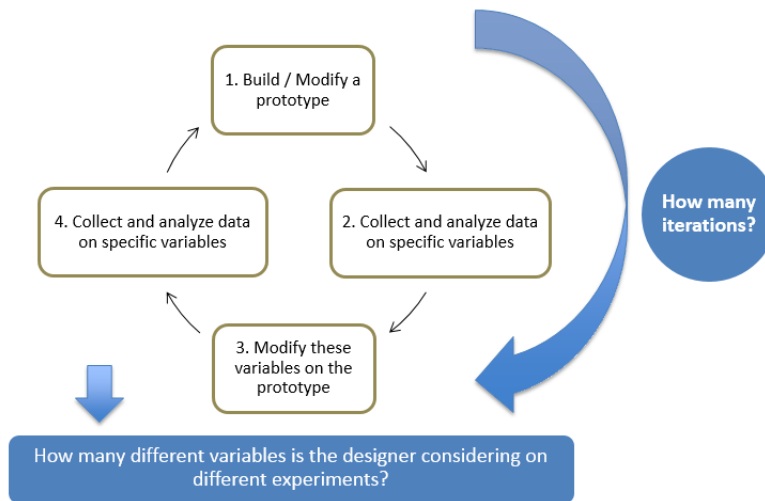 1. Build / Modify a
prototype
2. Collect and analyze data
on specific variables
3. Modify these
variables on the
prototype
4. Collect and analyze data
on specific variables
How many
iterations?
How many different variables is the designer considering on
different experiments?